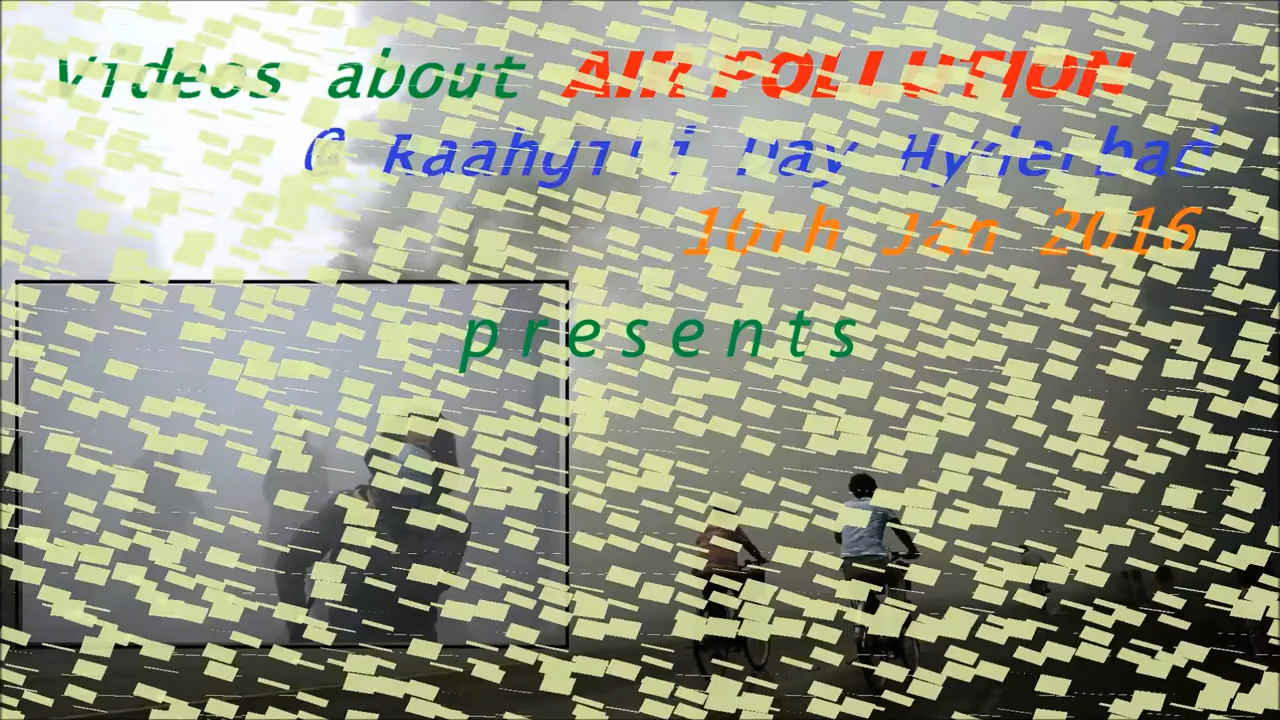 Videos about AIR POLLUTION
@ Raahgiri Day Hyderbad
10th Jan 2016
presents